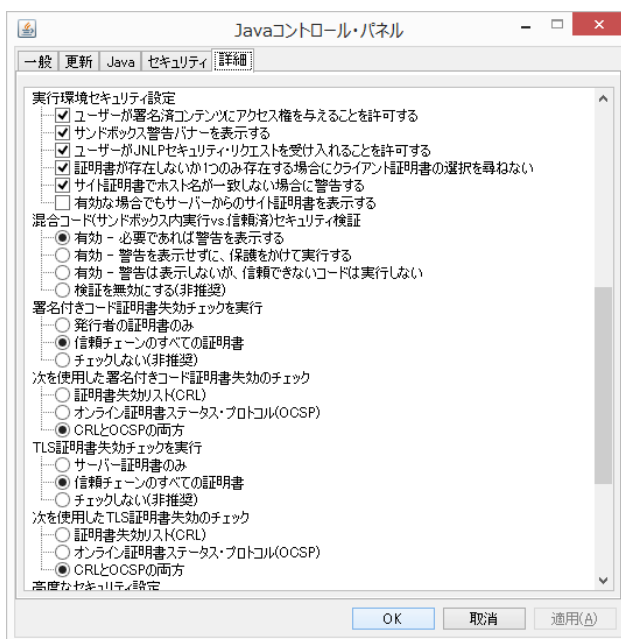 Javaコントロール・パネル
一般 更新 Java セキュリティ 詳細
実行環境セキュリティ設定
ユーザーが署名済コンテンツにアクセス権を与えることを許可する
サンドボックス警告バナーを表示する
ユーザーがJNLPセキュリティ・リクエストを受け入れることを許可する
証明書が存在しないか1つのみ存在する場合にクライアント証明書の選択を尋ねない
サイト証明書でホスト名が一致しない場合に警告する
有効な場合でもサーバーからのサイト証明書を表示する
混合コード(サンドボックス内実行vs.信頼済)セキュリティ検証
有効 - 必要であれば警告を表示する
有効 - 警告を表示せずに、保護をかけて実行する
有効 - 警告は表示しないが、信頼できないコードは実行しない
検証を無効にする(非推奨)
署名付きコード証明書失効チェックを実行
発行者の証明書のみ
信頼チェーンのすべての証明書
チェックしない(非推奨)
次を使用した署名付きコード証明書失効のチェック
証明書失効リスト(CRL)
オンライン証明書ステータス・プロトコル(OCSP)
CRLとOCSPの両方
TLS証明書失効チェックを実行
サーバー証明書のみ
信頼チェーンのすべての証明書
チェックしない(非推奨)
次を使用したTLS証明書失効のチェック
証明書失効リスト(CRL)
オンライン証明書ステータス・プロトコル(OCSP)
CRLとOCSPの両方
高度なセキュリティ設定
OK 取消 適用(A)